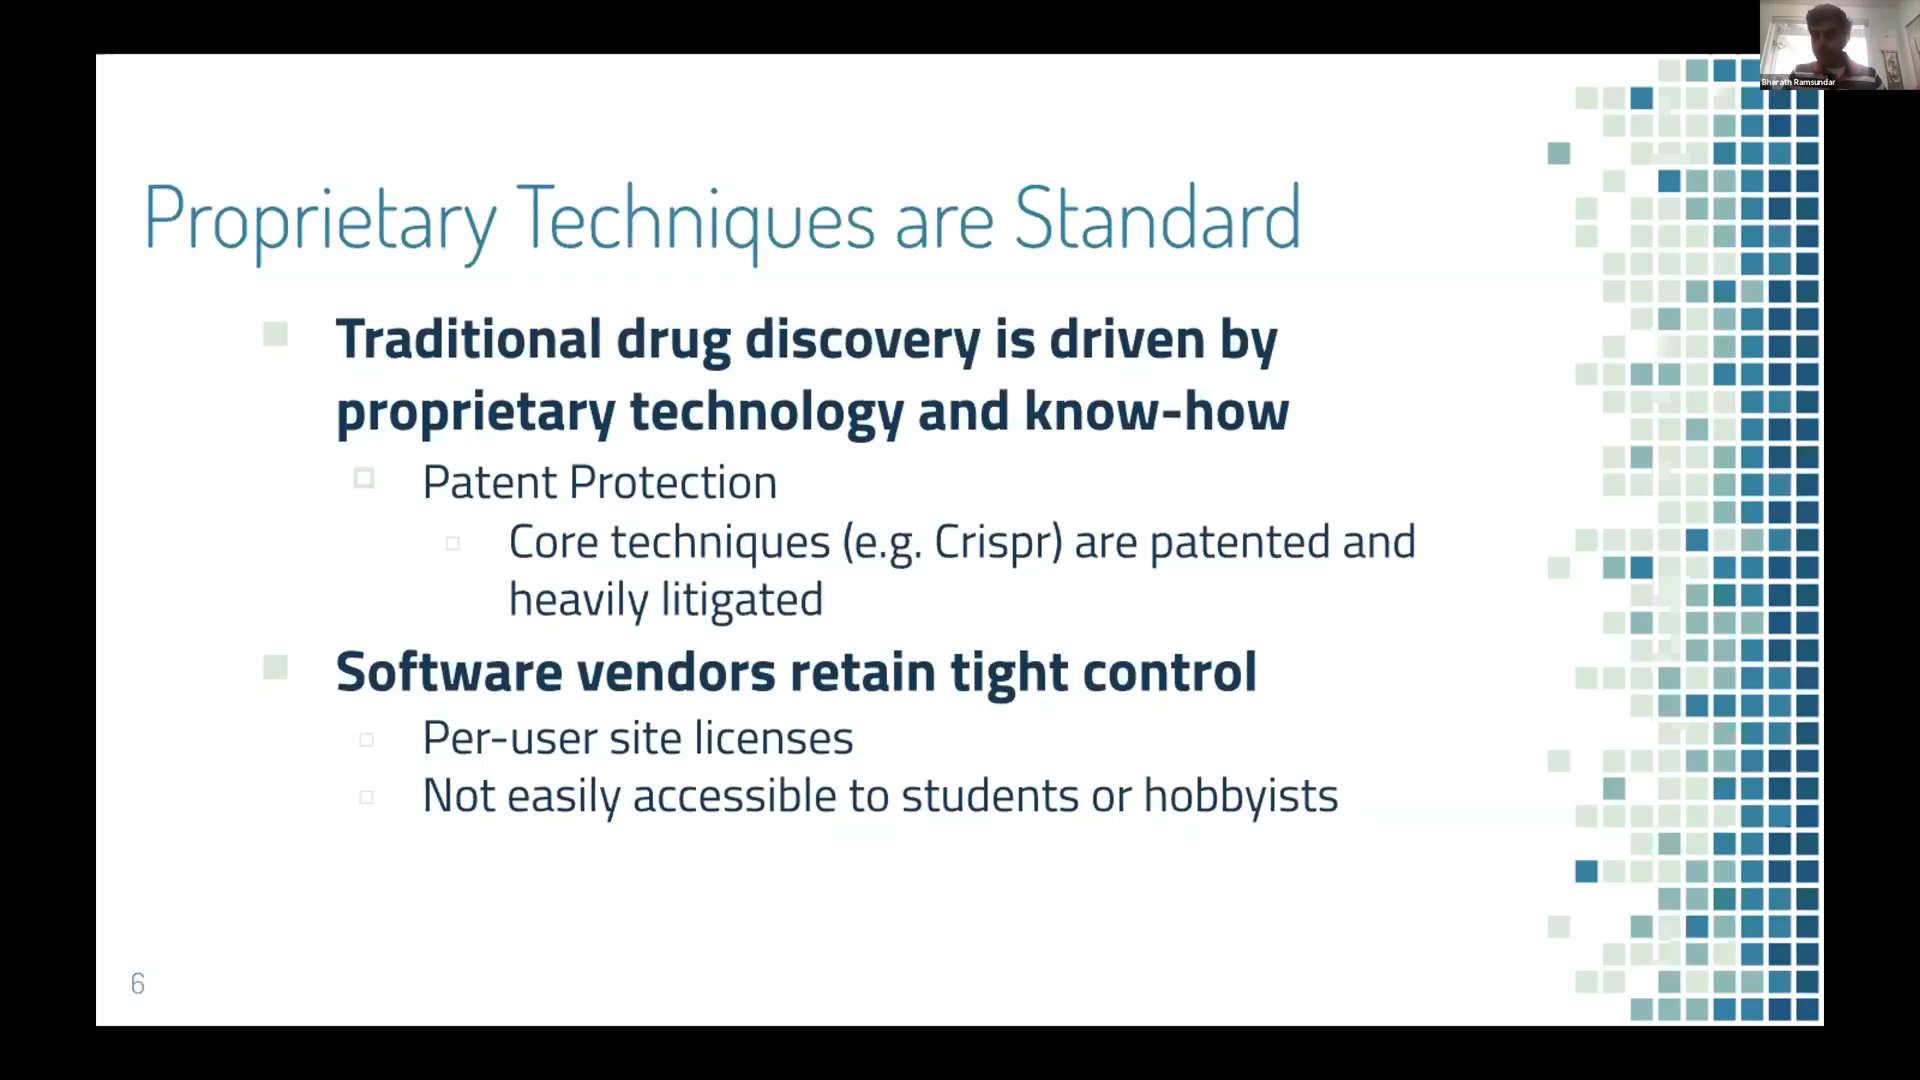 Bharath Ramsundar
Proprietary Techniques are Standard
Traditional drug discovery is driven by
proprietary technology and know-how
Patent Protection
Core techniques (e.g. Crispr) are patented and
heavily litigated
Software vendors retain tight control
Per-user site licenses
Not easily accessible to students or hobbyists
6